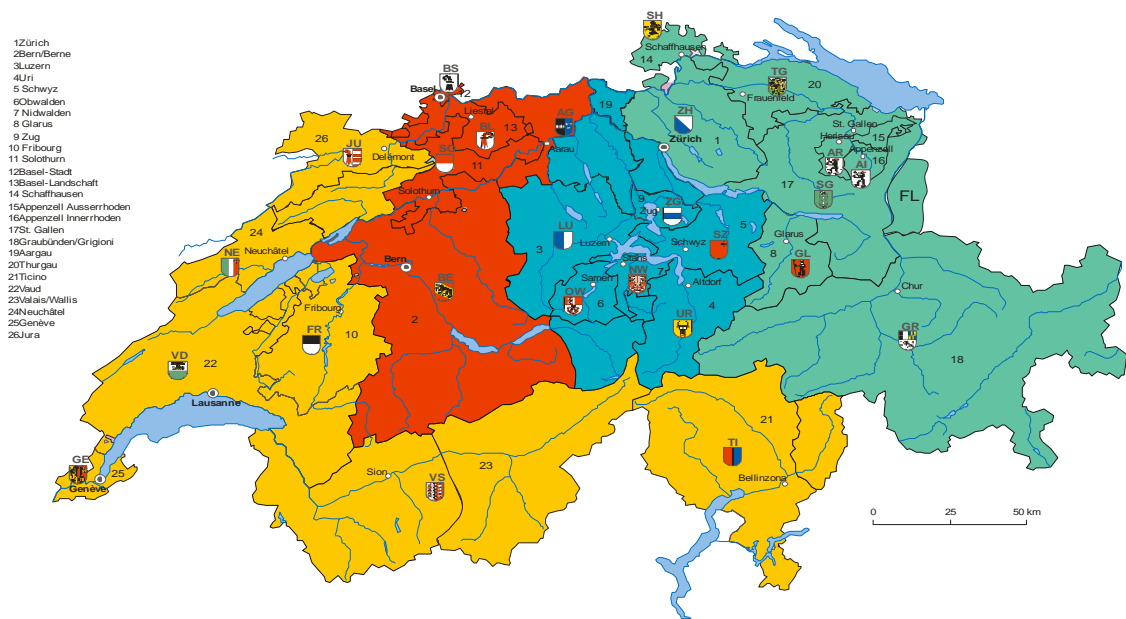 1Zürich
2Bern/Berne
3Luzern
4Uri
5 Schwyz
6Obwalden
7 Nidwalden
8 Glarus
9 Zug
10 Fribourg
11 Solothurn
12Basel-Stadt
13Basel-Landschaft
14 Schaffhausen
15Appenzell Ausserrhoden
16Appenzell Innerrhoden
17St. Gallen
18Graubünden/Grigioni
19Aargau
20Thurgau
21Ticino
22Vaud
23Valais/Wallis
24Neuchâtel
25Genève
26Jura
SH
Schaffhausen
14
BS
Basel
12
TG
20
Frauenfeld
19
Liestal
BL
13
AG
Aarau
ZH
Zürich
1
St. Gallen
Herisau
15
AR
Appenzell
16
AI
26
JU
Delémont
SO
11
Solothurn
17
SG
FL
9
Zug
ZG
24
Neuchâtel
NE
3
LU
Luzern
Schwyz
SZ
5
Glarus
8
GL
Bern
BE
2
Stans
NW
7
Sarnen
OW
6
Altdorf
4
UR
Chur
GR
18
Fribourg
FR
10
VD
22
Lausanne
21
TI
Bellinzona
GE
25
Genève
Sion
VS
23
0 25 50 km